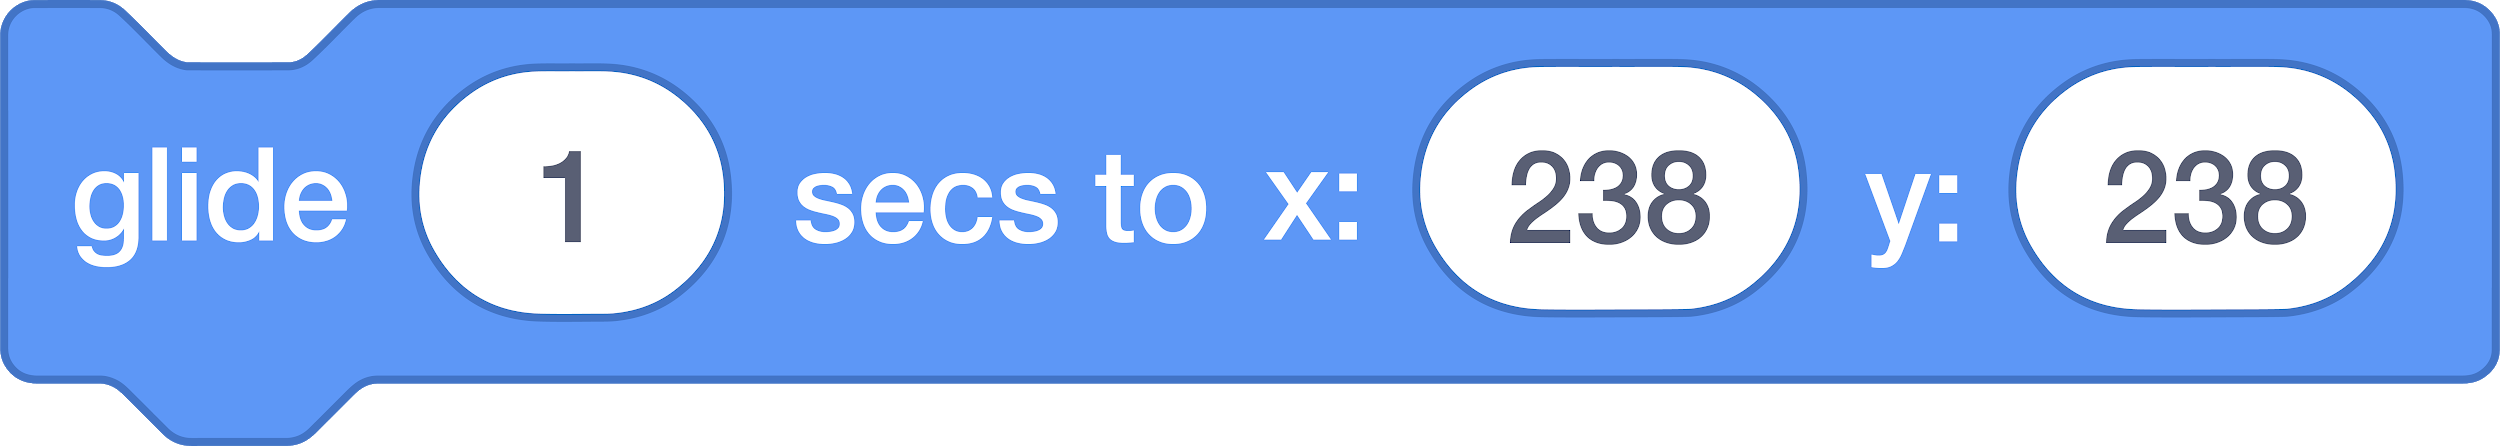 glide 1 secs to x: 238 y: 238